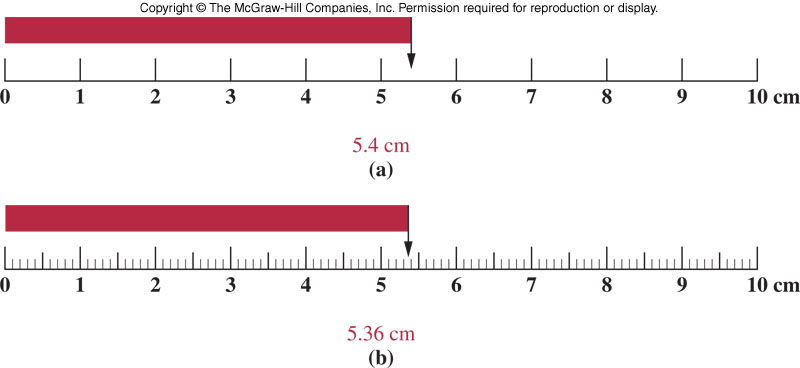 Copyright © The McGraw-Hill Companies, Inc. Permission required for reproduction or display.
0 1 2 3 4 5 6 7 8 9 10 cm
5.4 cm
(a)
0 1 2 3 4 5 6 7 8 9 10 cm
5.36 cm
(b)